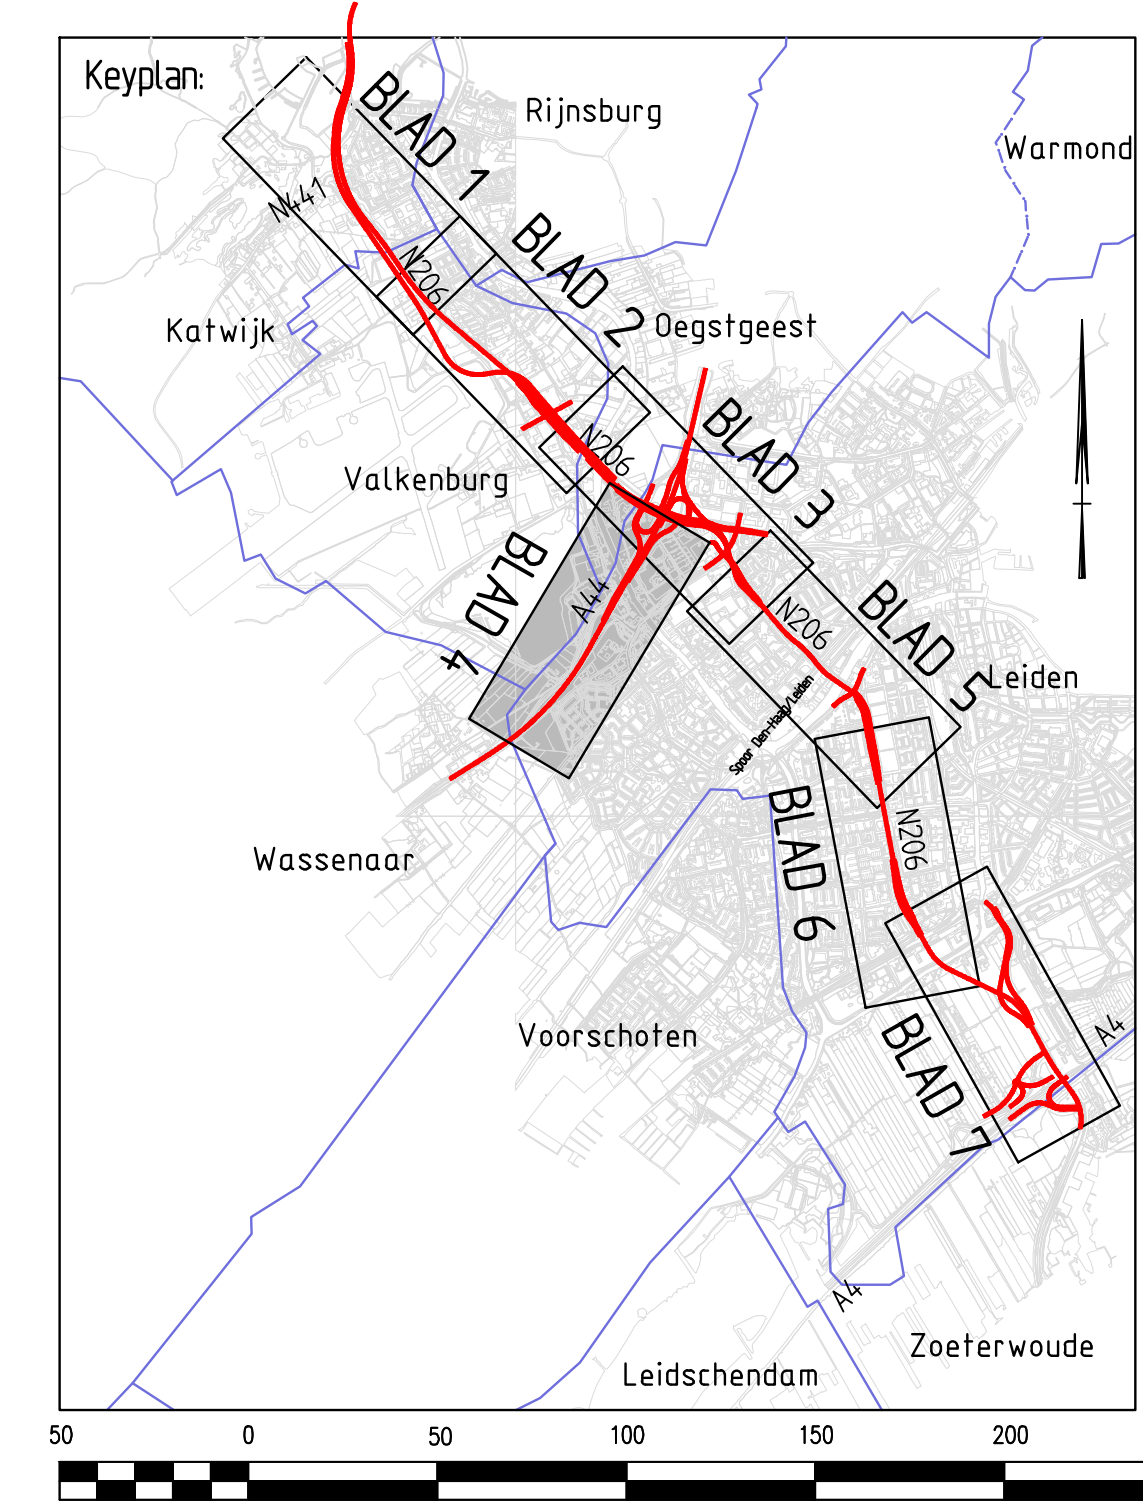 Keyplan:
BLAD 1
Rijnsburg
Warmond
N441
BLAD 2
N206
Katwijk
Oegstgeest
BLAD 3
N206
Valkenburg
BLAD 4
A44
N206
BLAD 5
Leiden
Spoor Den-Haag/Leiden
BLAD 6
N206
Wassenaar
Voorschoten
BLAD 7
A4
A4
Zoeterwoude
Leidschendam
50 0 50 100 150 200